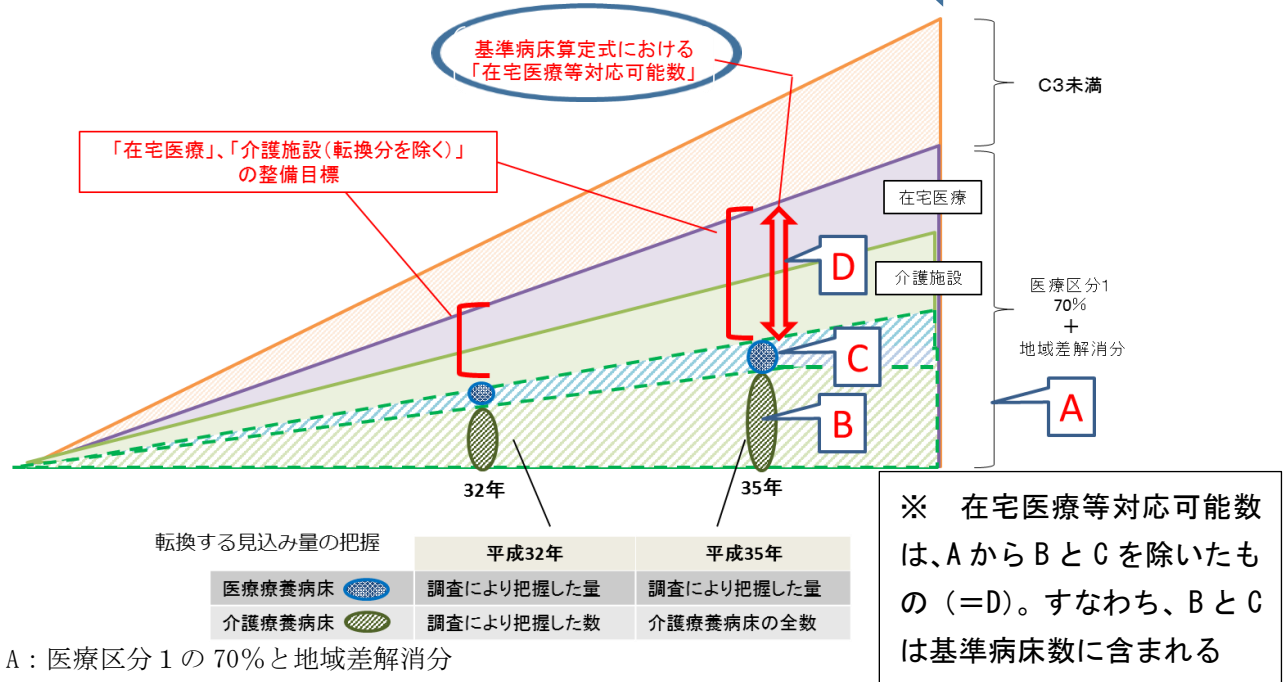 基準病床算定式における
「在宅医療等対応可能数」
C3未満
「在宅医療」、「介護施設(転換分を除く)」
の整備目標
在宅医療
介護施設
医療区分1
70%
+
地域差解消分
D
C
B
A
32年
35年
転換する見込み量の把握
平成32年 平成35年
医療療養病床 調査により把握した量 調査により把握した量
介護療養病床 調査により把握した数 介護療養病床の全数
※ 在宅医療等対応可能数
は、AからBとCを除いたも
の（=D）。すなわち、BとC
は基準病床数に含まれる
A：医療区分１の70%と地域差解消分